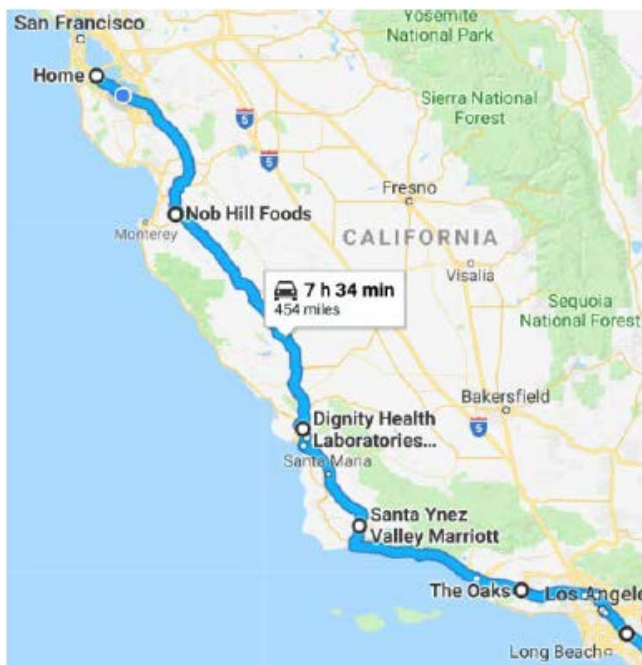 San Francisco
Yosemite
National Park
Home
Sierra National
Forest
5
5
Fresno
Nob Hill Foods
Monterey
CALIFORNIA
Visalia
7 h 34 min
454 miles
Sequoia
National Forest
Bakersfield
5
Dignity Health
Laboratories...
Santa Maria
Santa Ynez
Valley Marriott
The Oaks
Los Angele
Long Beach